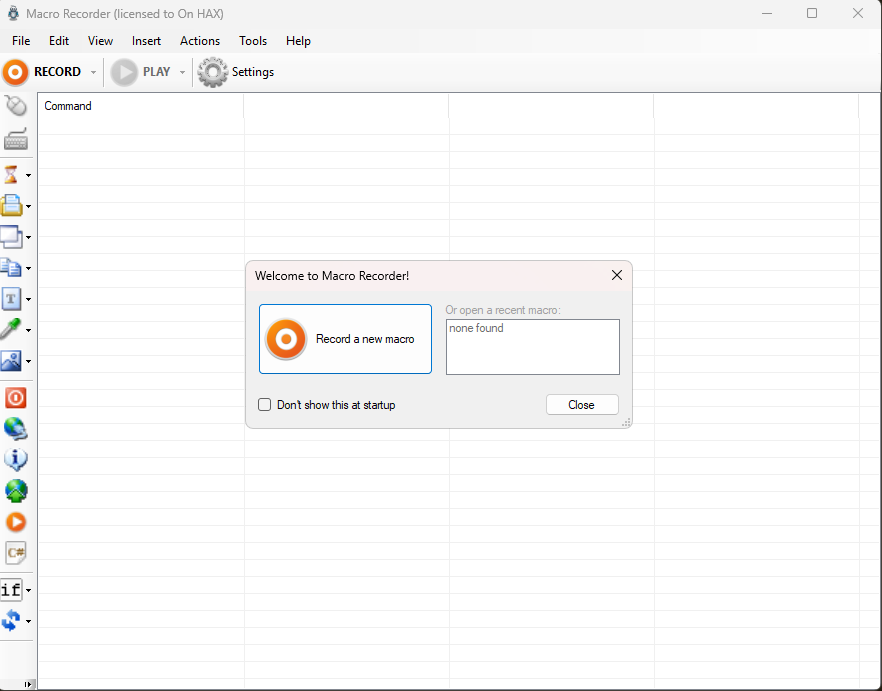 Macro Recorder (licensed to On HAX)
File Edit View Insert Actions Tools Help
RECORD PLAY Settings
Command
Welcome to Macro Recorder!
Or open a recent macro:
none found
Record a new macro
Don't show this at startup
Close
T
i
C#
if